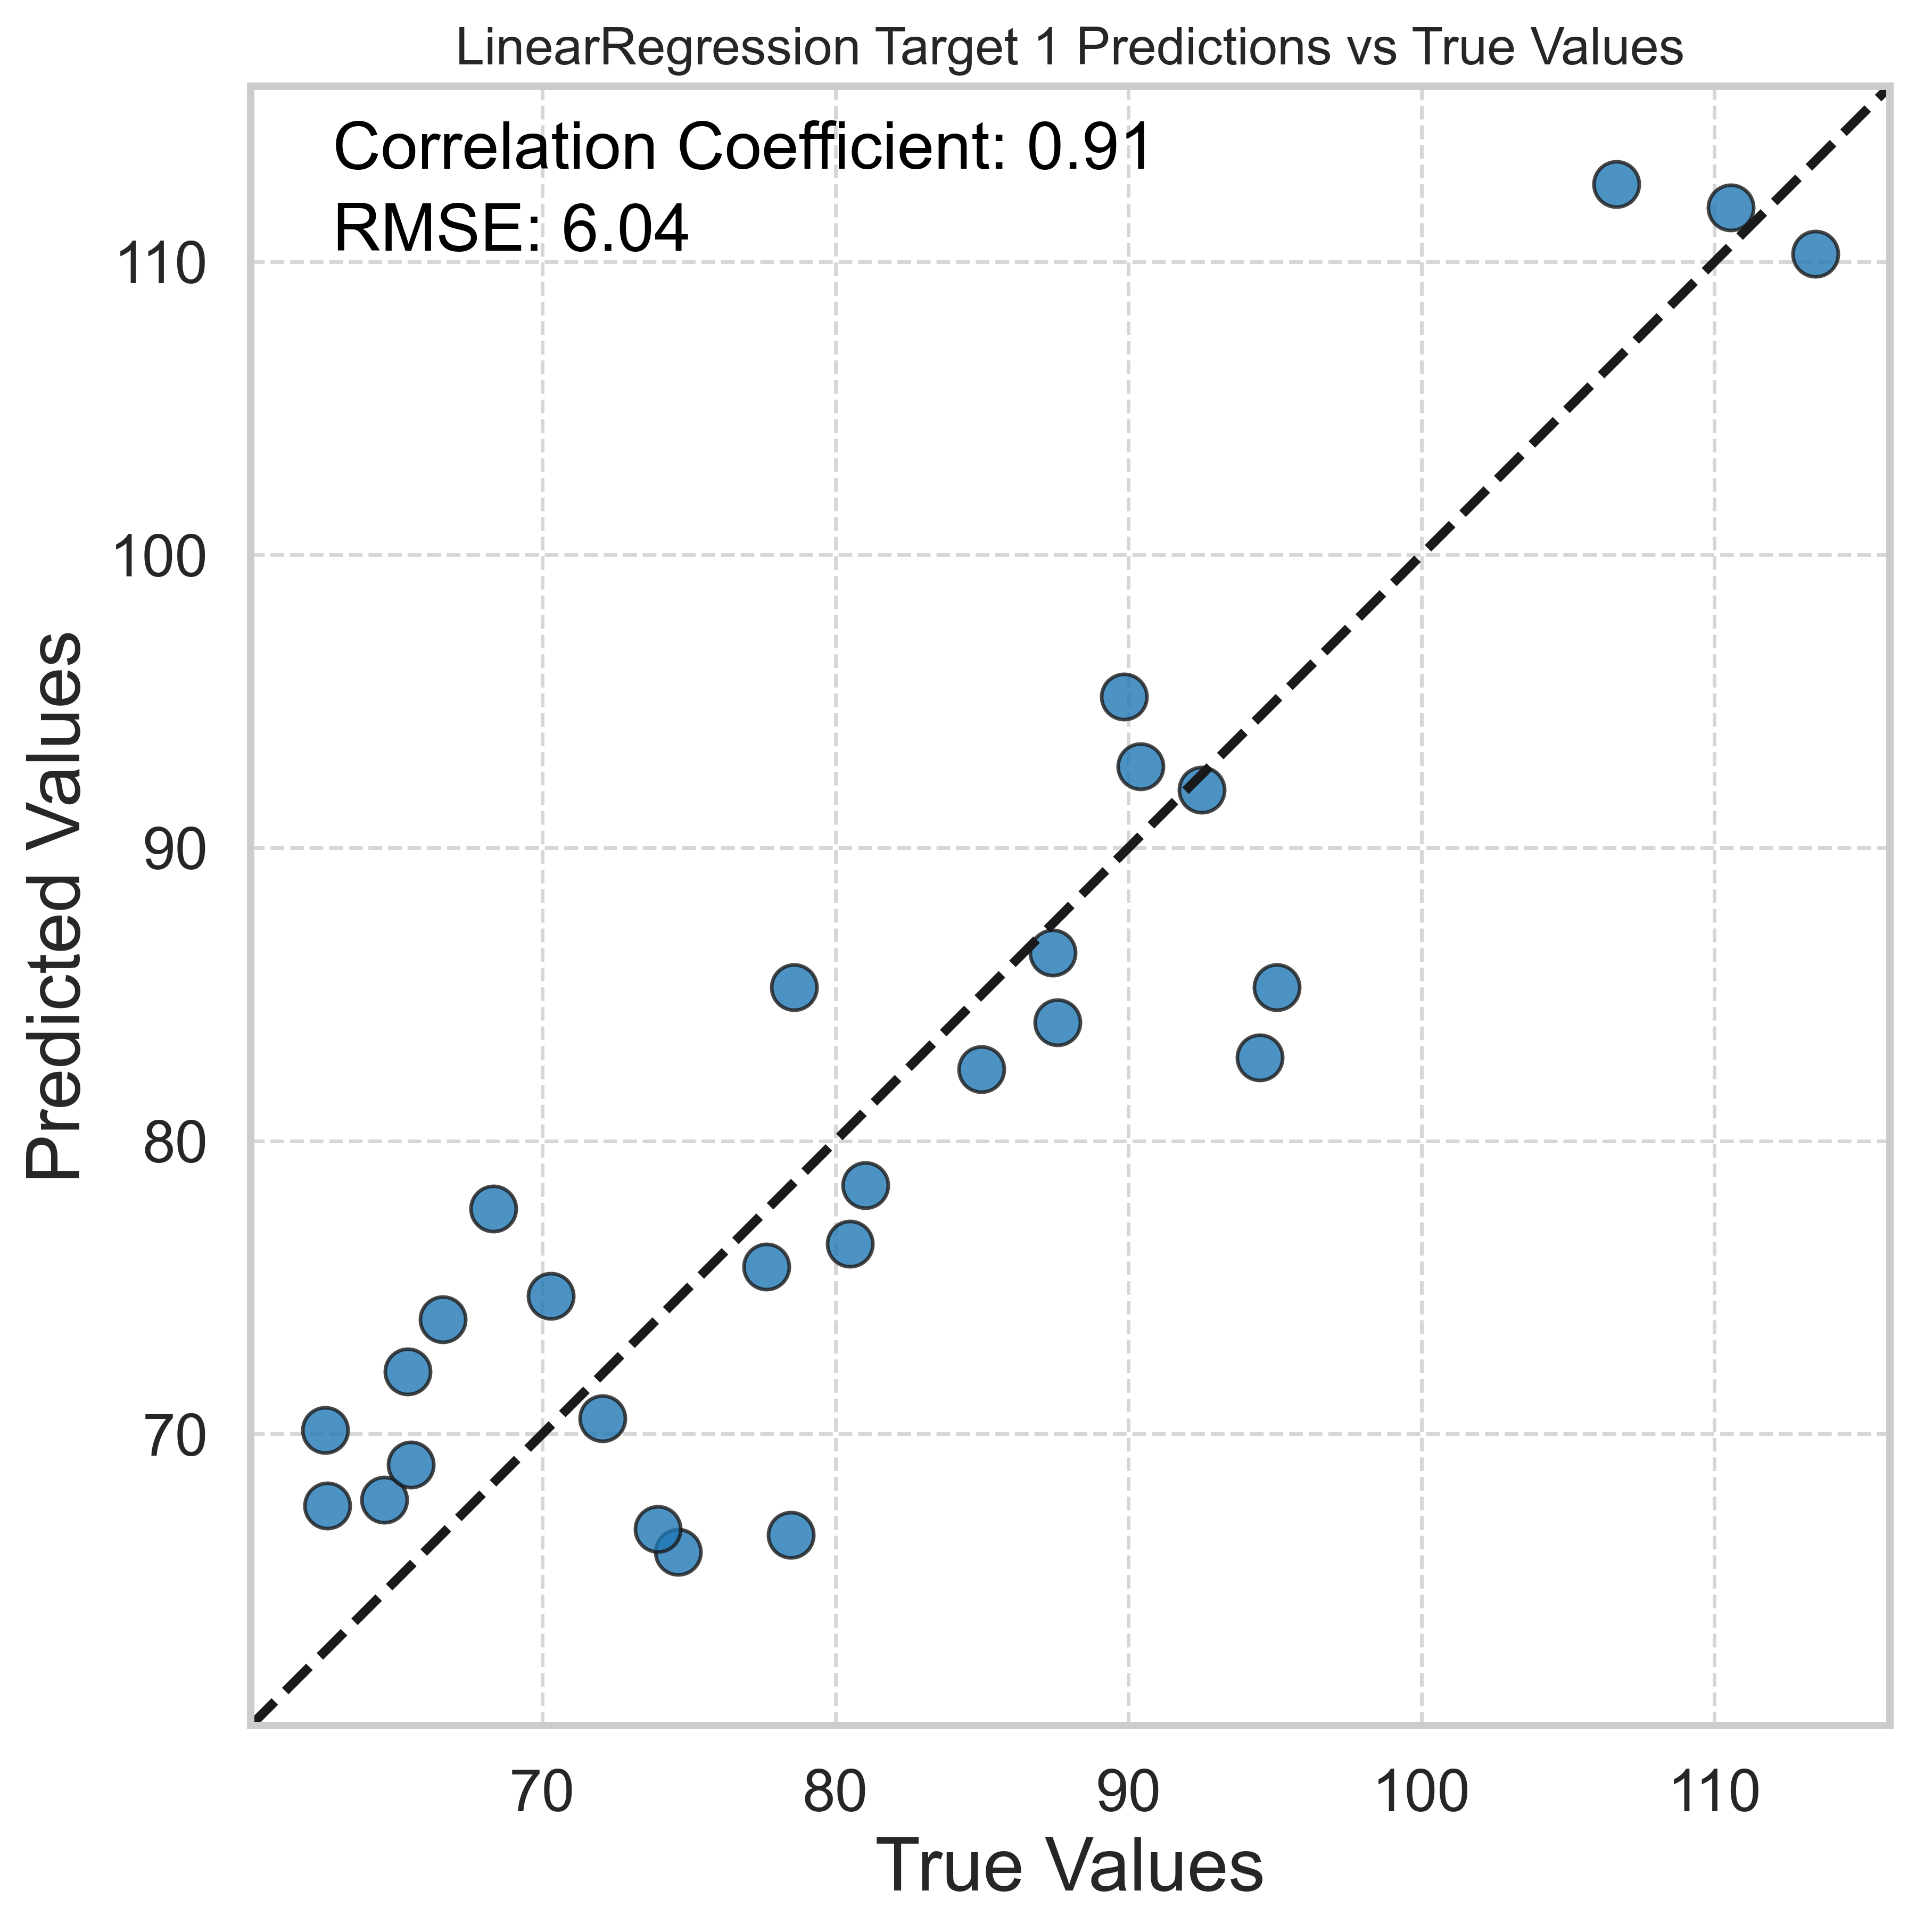 LinearRegression Target 1 Predictions vs True Values
Correlation Coefficient: 0.91
RMSE: 6.04
110
100
90
80
70
Predicted Values
70 80 90 100 110
True Values